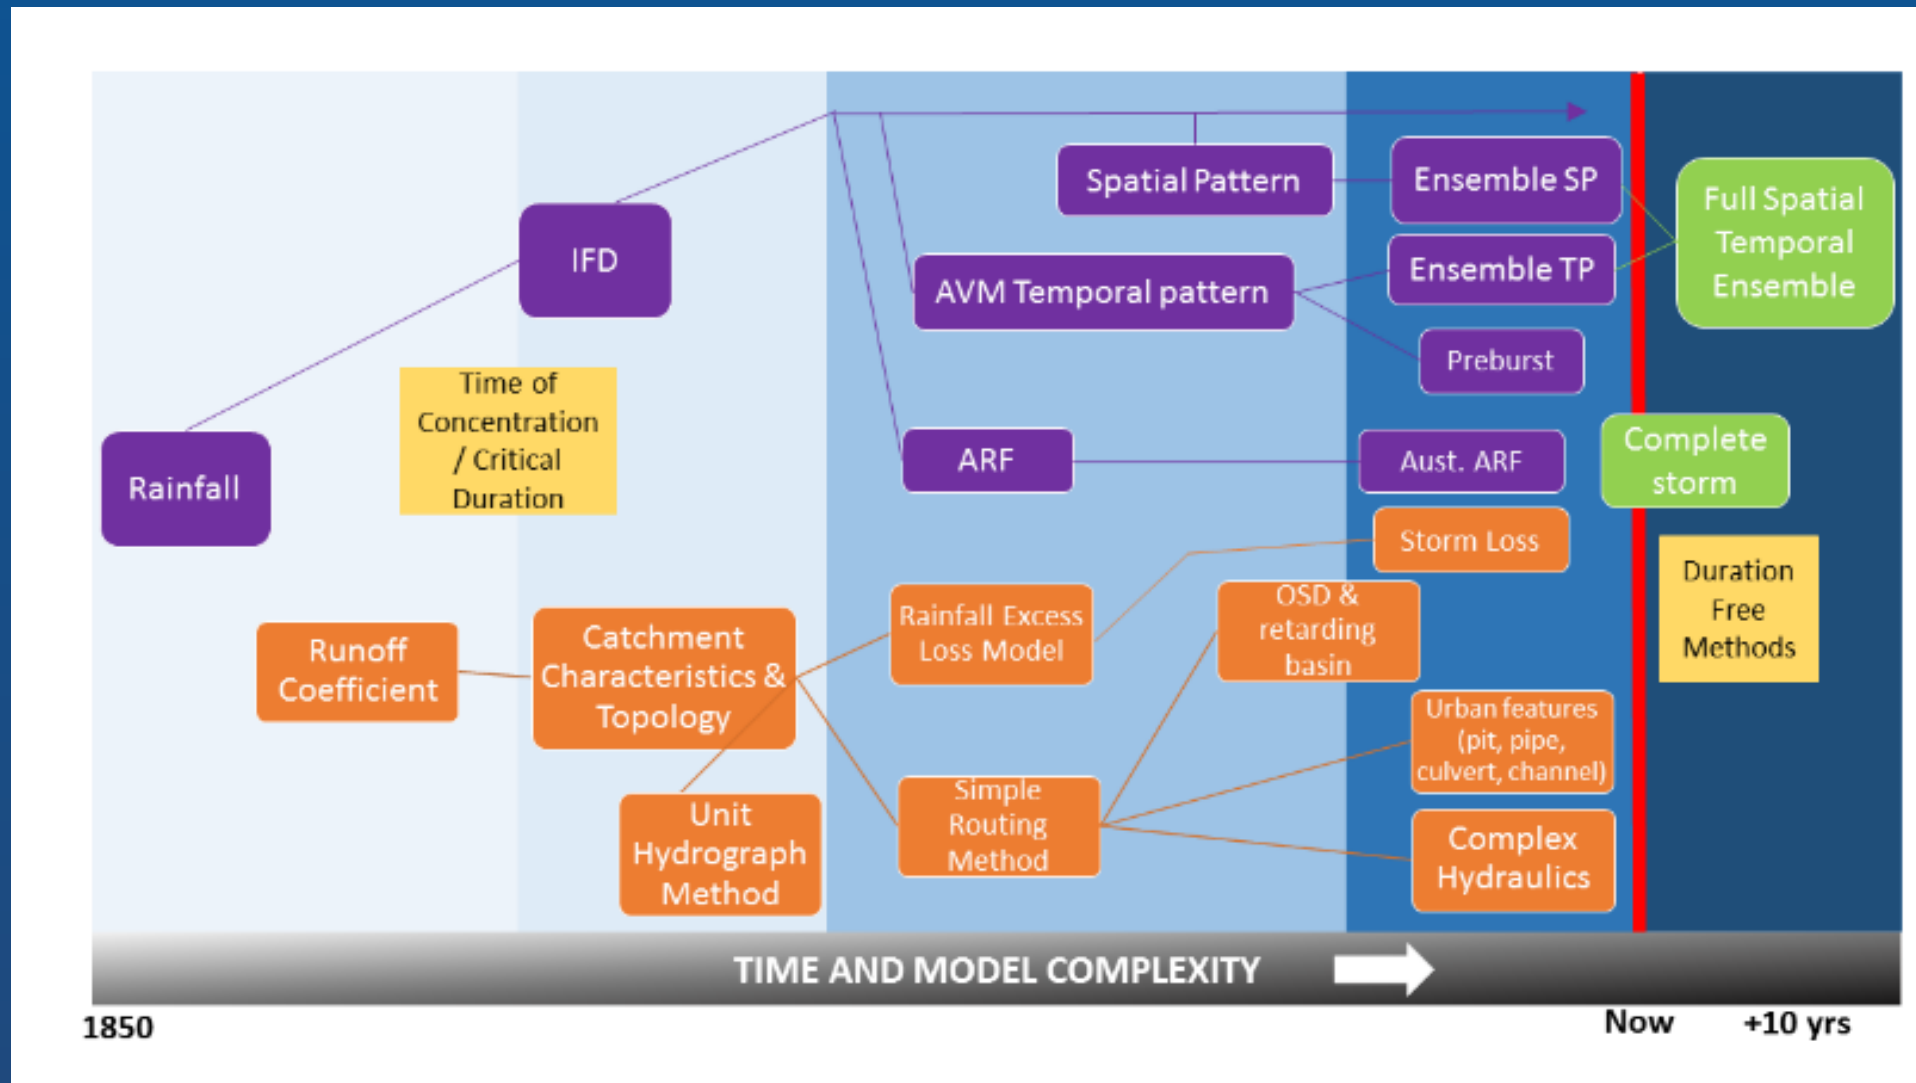 Spatial Pattern
Ensemble SP
Full Spatial
Temporal
Ensemble
IFD
AVM Temporal pattern
Ensemble TP
Preburst
Time of
Concentration
/ Critical
Duration
Rainfall
ARF
Aust. ARF
Complete
storm
Storm Loss
Runoff
Coefficient
Catchment
Characteristics &
Topology
Rainfall Excess
Loss Model
OSD &
retarding
basin
Duration
Free
Methods
Urban features
(pit, pipe,
culvert, channel)
Unit
Hydrograph
Method
Simple
Routing
Method
Complex
Hydraulics
TIME AND MODEL COMPLEXITY
1850
Now
+10 yrs